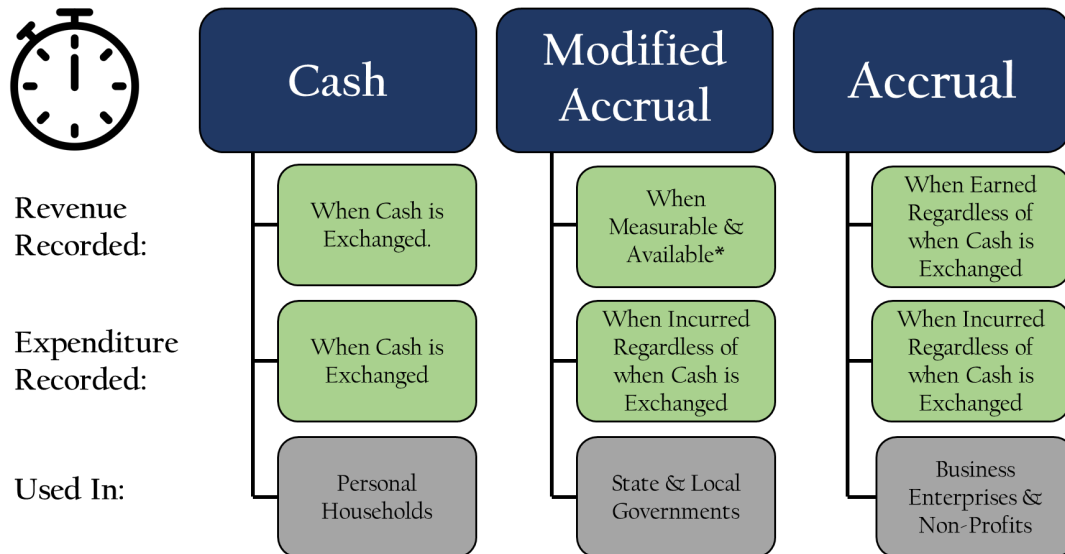 Cash
Modified
Accrual
Accrual
Revenue
Recorded:
When Cash is
Exchanged.
When
Measurable &
Available*
When Earned
Regardless of
when Cash is
Exchanged
Expenditure
Recorded:
When Cash is
Exchanged
When Incurred
Regardless of
when Cash is
Exchanged
When Incurred
Regardless of
when Cash is
Exchanged
Used In:
Personal
Households
State & Local
Governments
Business
Enterprises &
Non-Profits